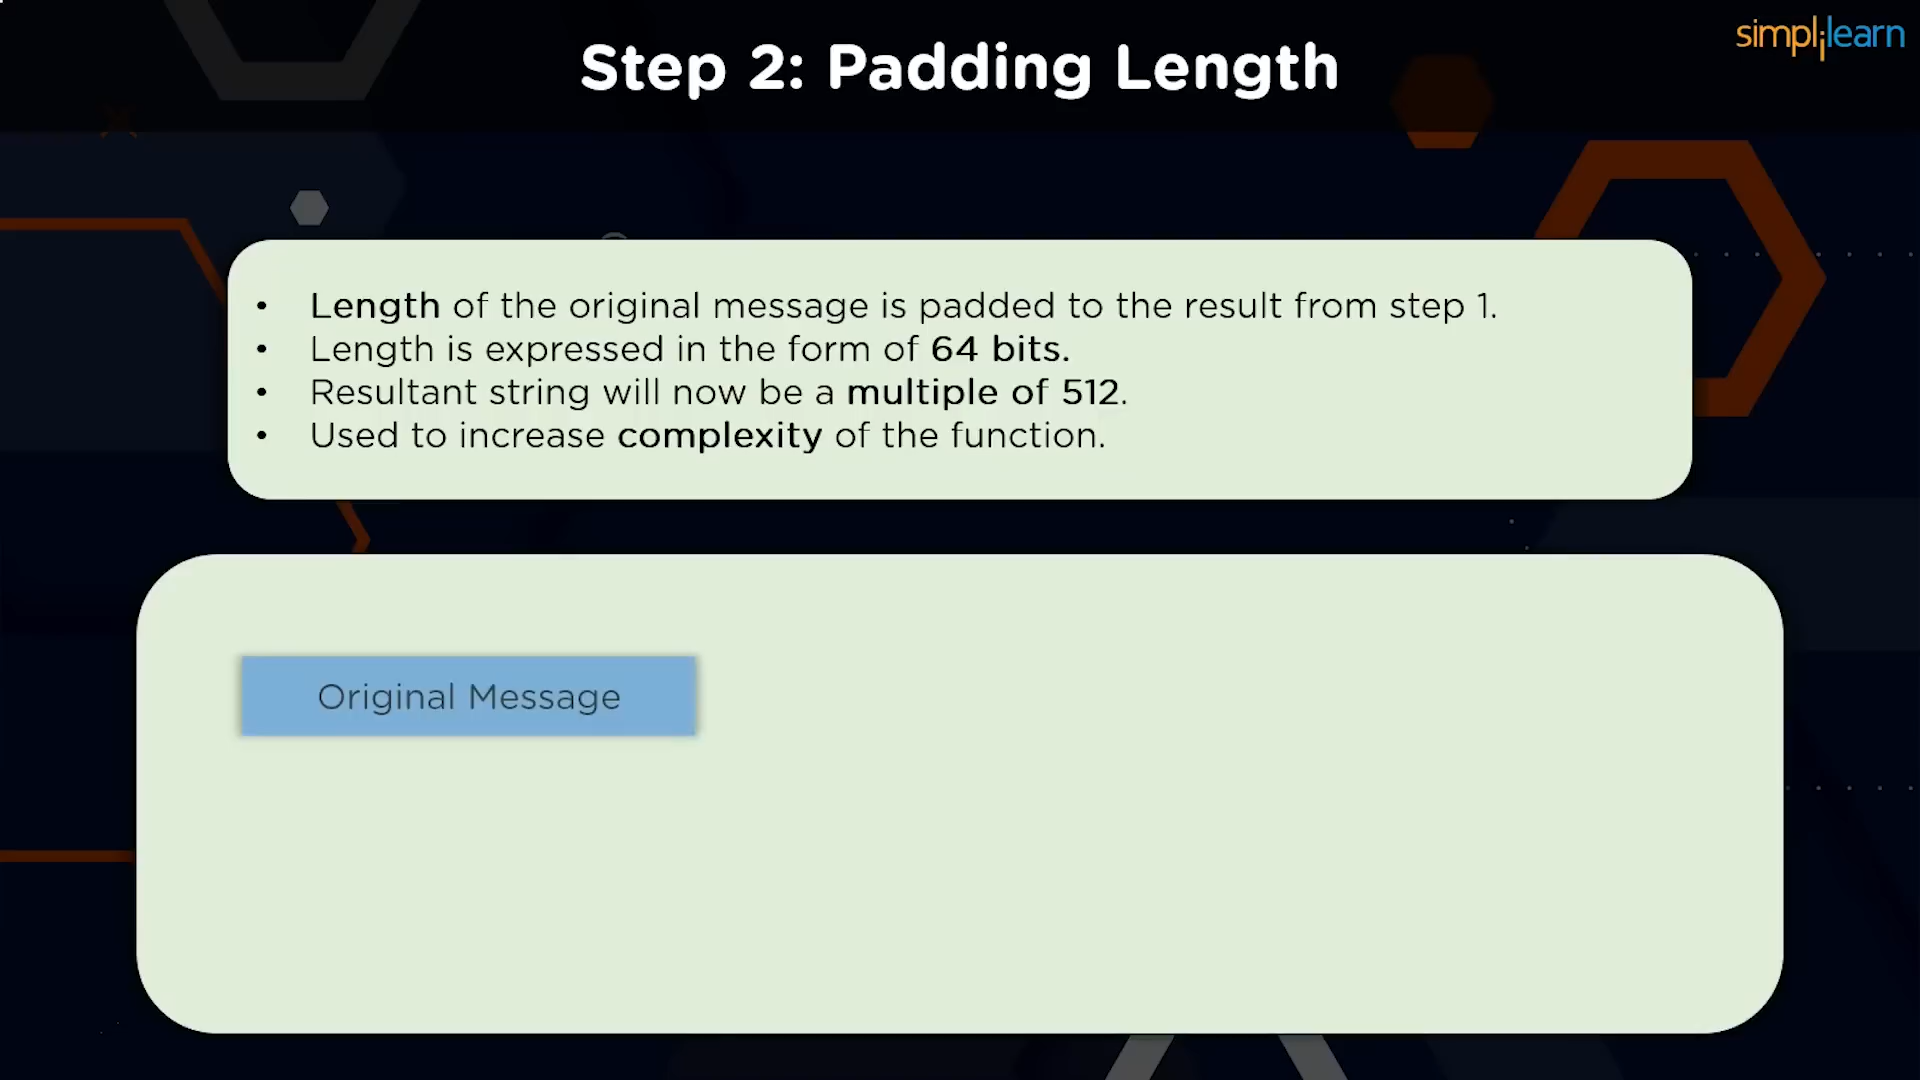 simplilearn
Step 2: Padding Length
• Length of the original message is padded to the result from step 1.
• Length is expressed in the form of 64 bits.
• Resultant string will now be a multiple of 512.
• Used to increase complexity of the function.
Original Message